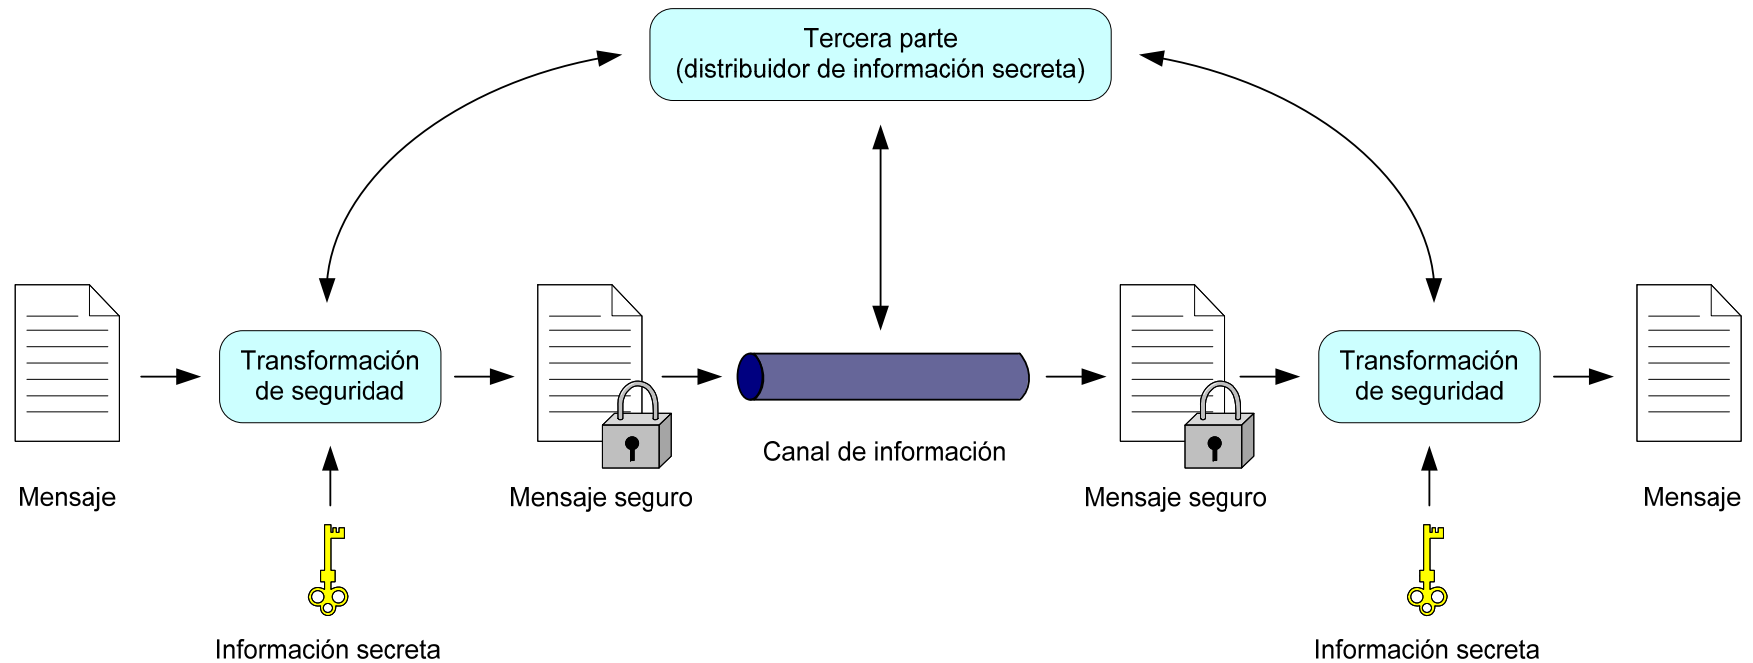 Tercera parte
(distribuidor de información secreta)
Transformación
de seguridad
Transformación
de seguridad
Canal de información
Mensaje
Mensaje seguro
Mensaje seguro
Mensaje
Información secreta
Información secreta